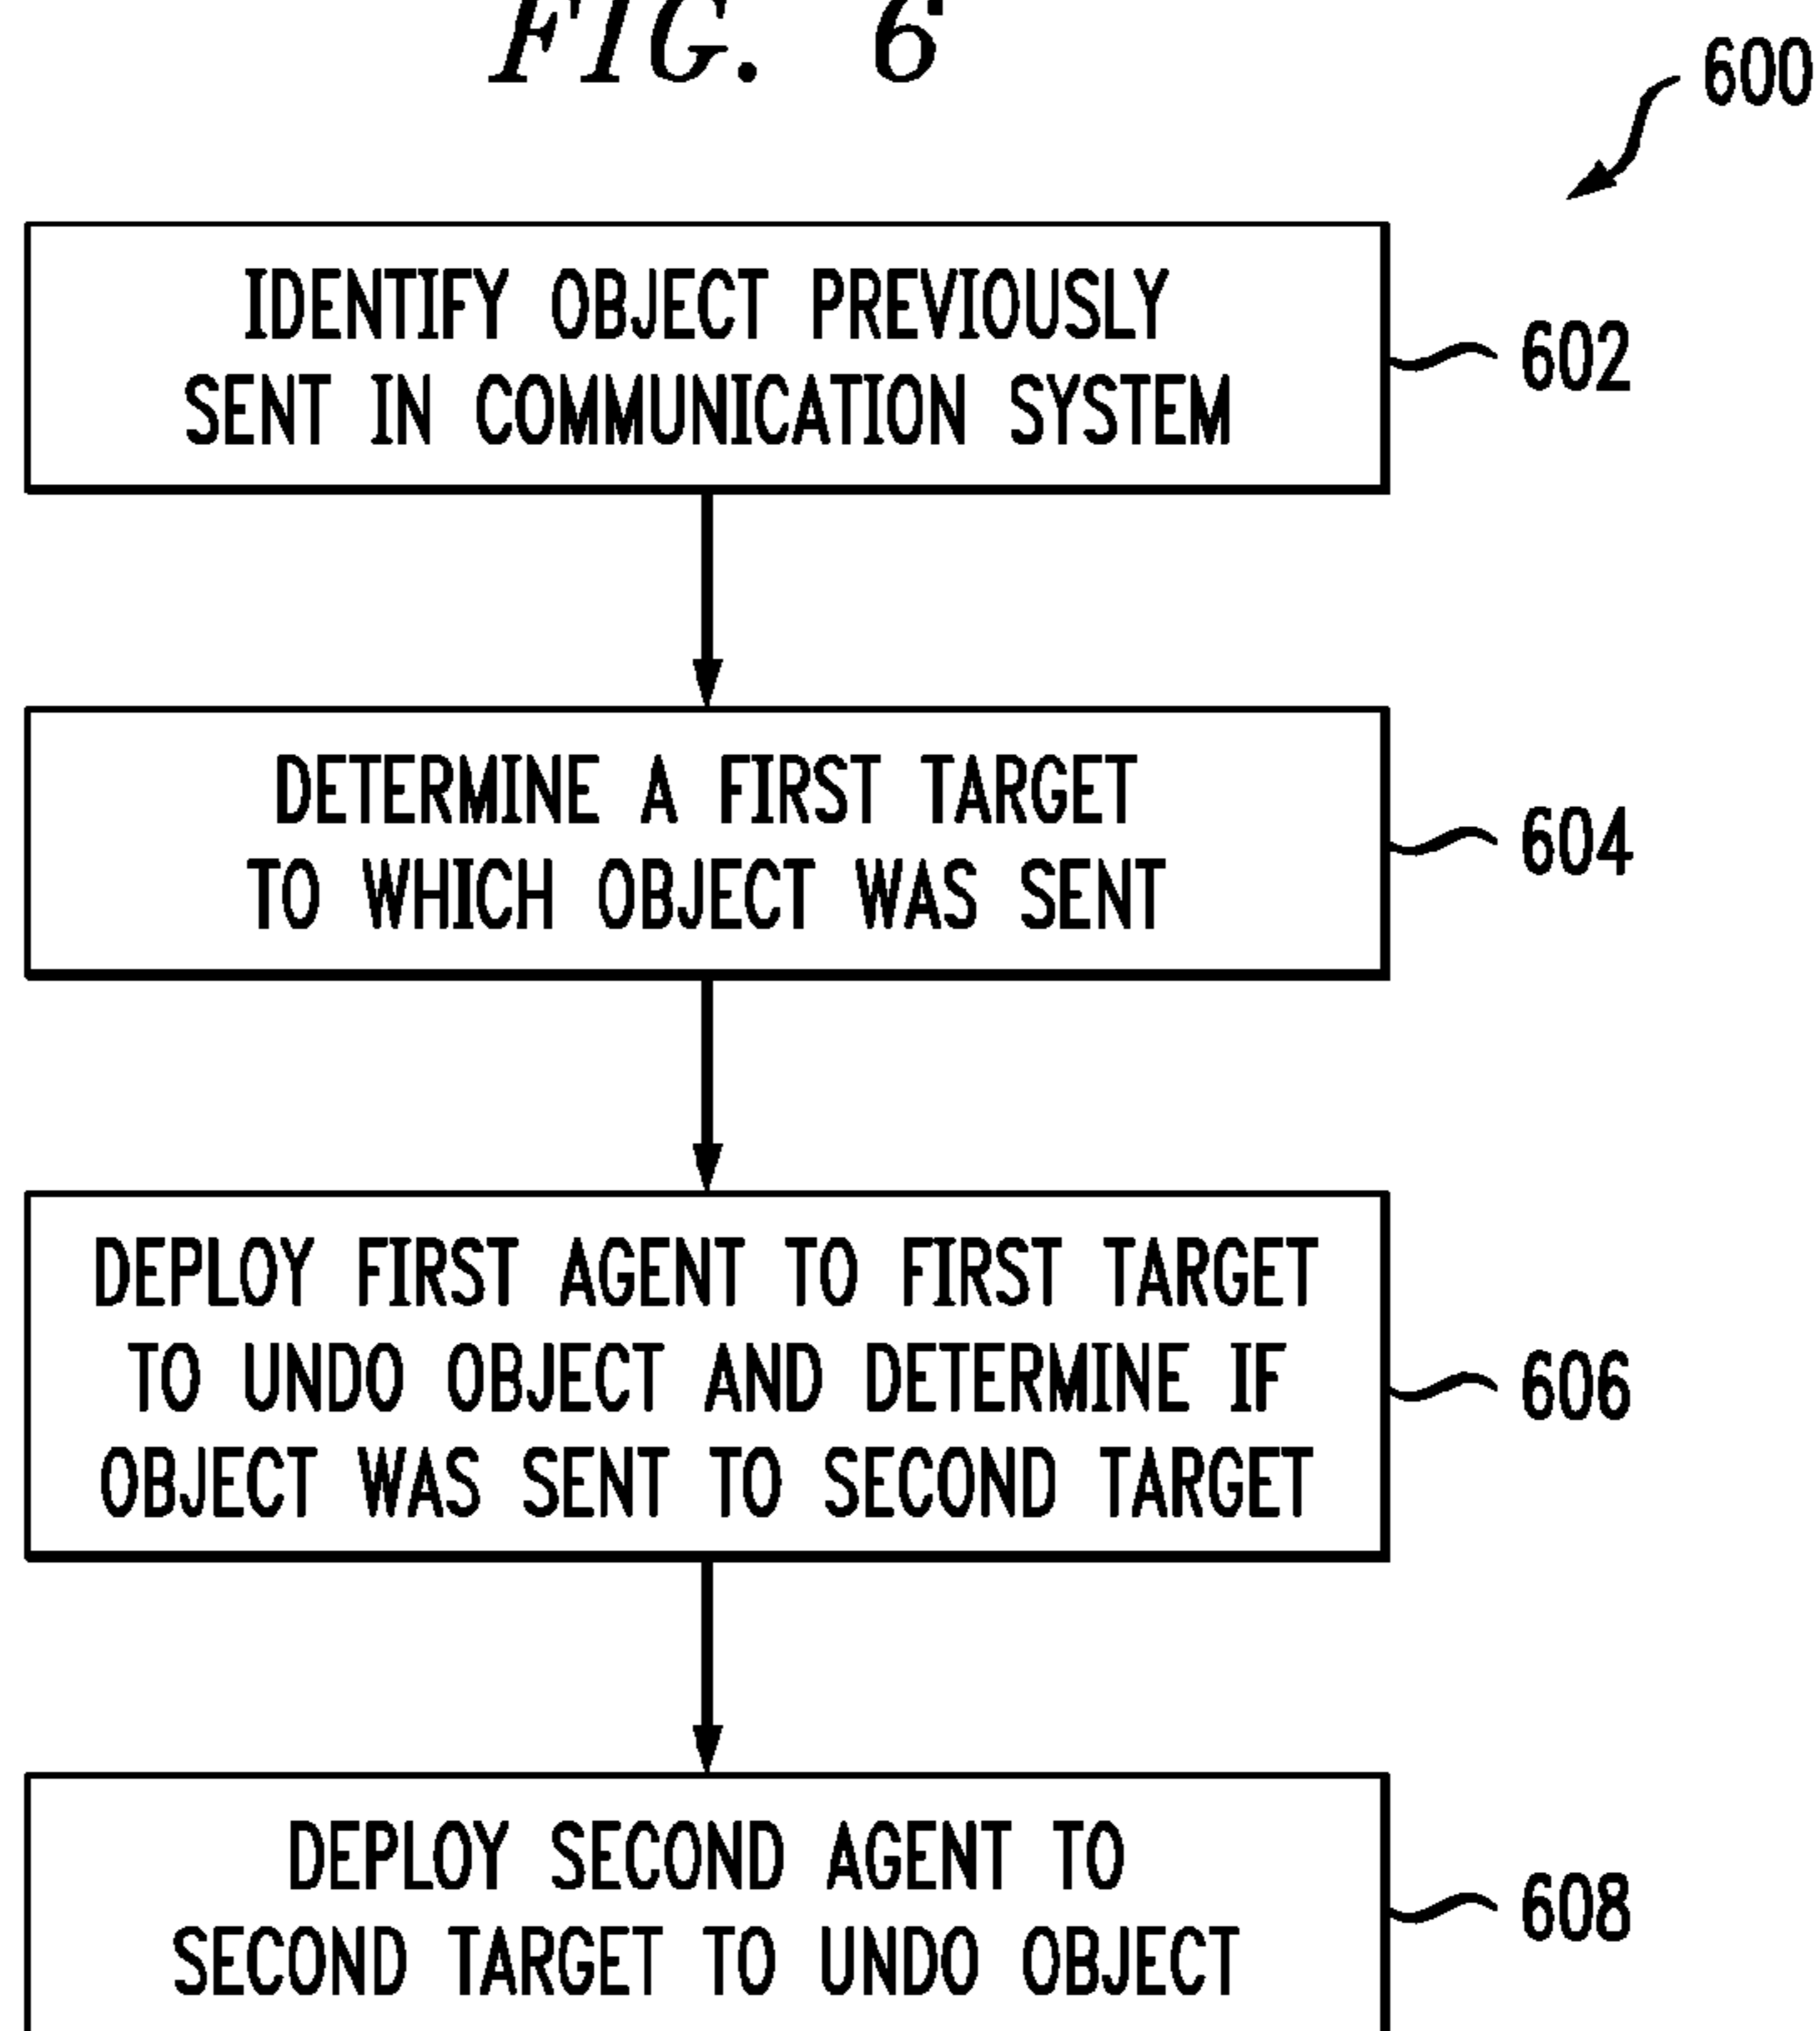 FIG. 6
600
IDENTIFY OBJECT PREVIOUSLY
SENT IN COMMUNICATION SYSTEM
602
DETERMINE A FIRST TARGET
TO WHICH OBJECT WAS SENT
604
DEPLOY FIRST AGENT TO FIRST TARGET
TO UNDO OBJECT AND DETERMINE IF
OBJECT WAS SENT TO SECOND TARGET
606
DEPLOY SECOND AGENT TO
SECOND TARGET TO UNDO OBJECT
608